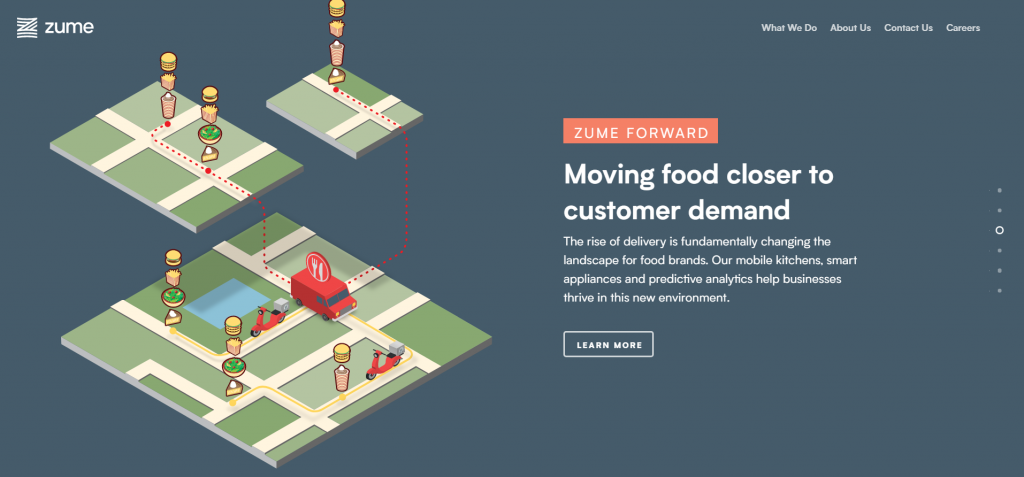 zume
What We Do
About Us
Contact Us
Careers
ZUME FORWARD
Moving food closer to
customer demand
The rise of delivery is fundamentally changing the
landscape for food brands. Our mobile kitchens, smart
appliances and predictive analytics help businesses
thrive in this new environment.
LEARN MORE